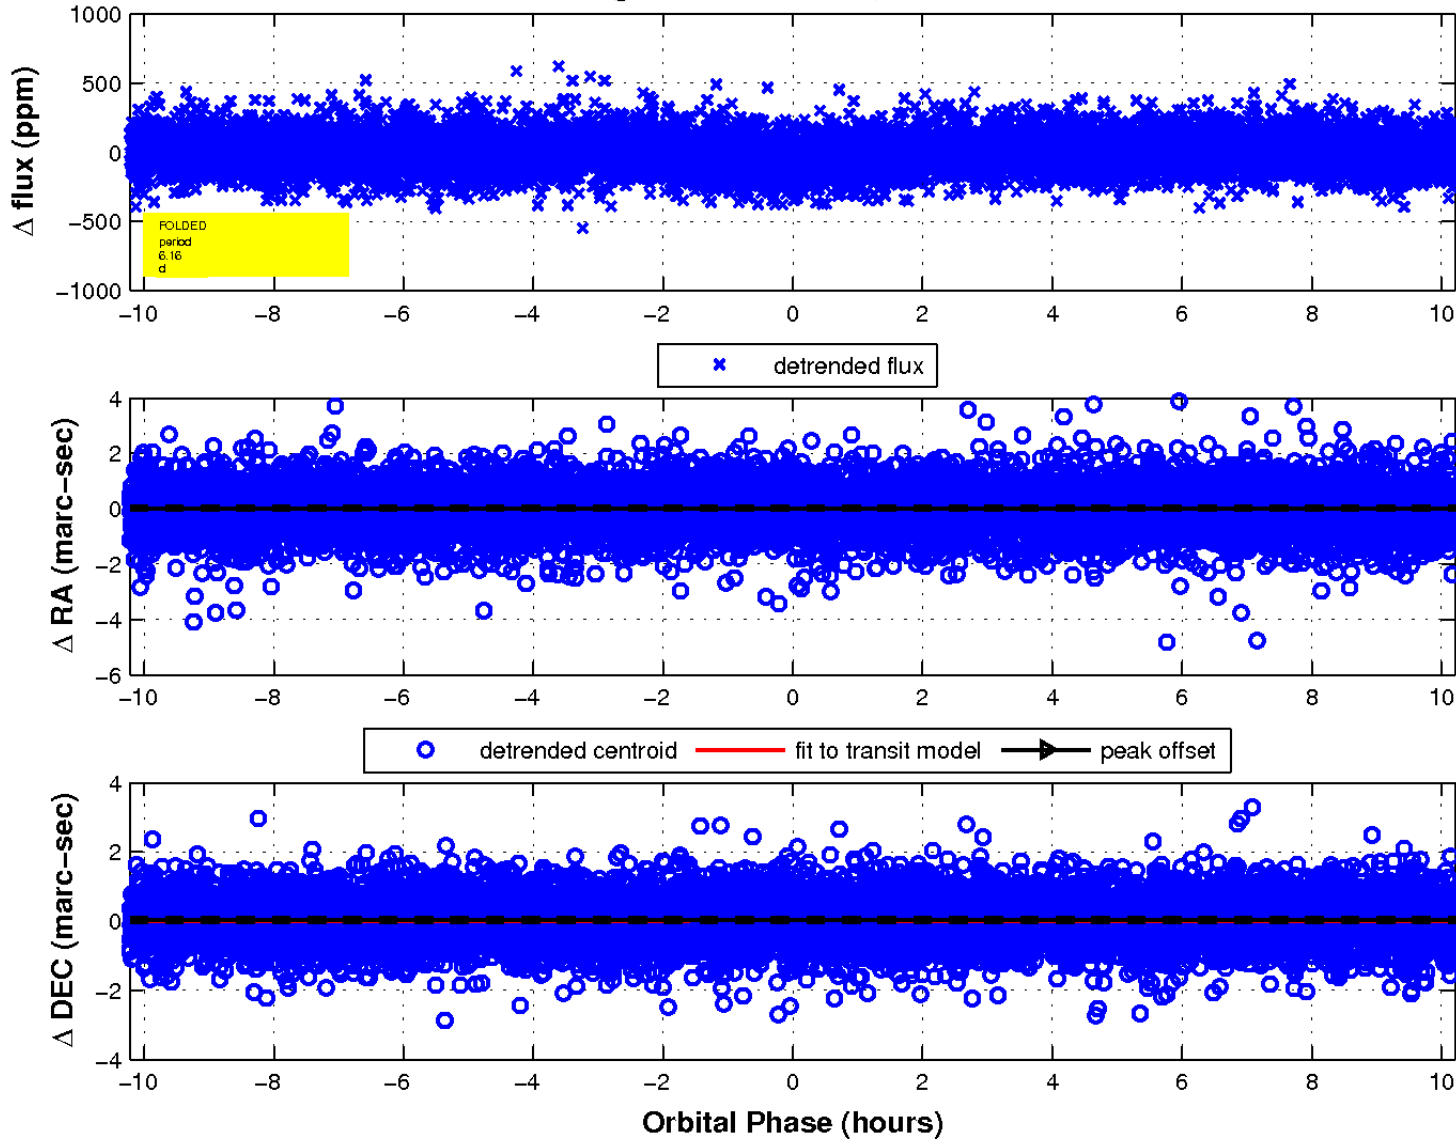 1000
500
0
−500
−1000
Δ flux (ppm)
FOLDED
period
6.16
d
−10 −8 −6 −4 −2 0 2 4 6 8 10
detrended flux
4
2
0
−2
−4
−6
Δ RA (marc−sec)
−10 −8 −6 −4 −2 0 2 4 6 8 10
detrended centroid fit to transit model peak offset
4
2
0
−2
−4
Δ DEC (marc−sec)
−10 −8 −6 −4 −2 0 2 4 6 8 10
Orbital Phase (hours)